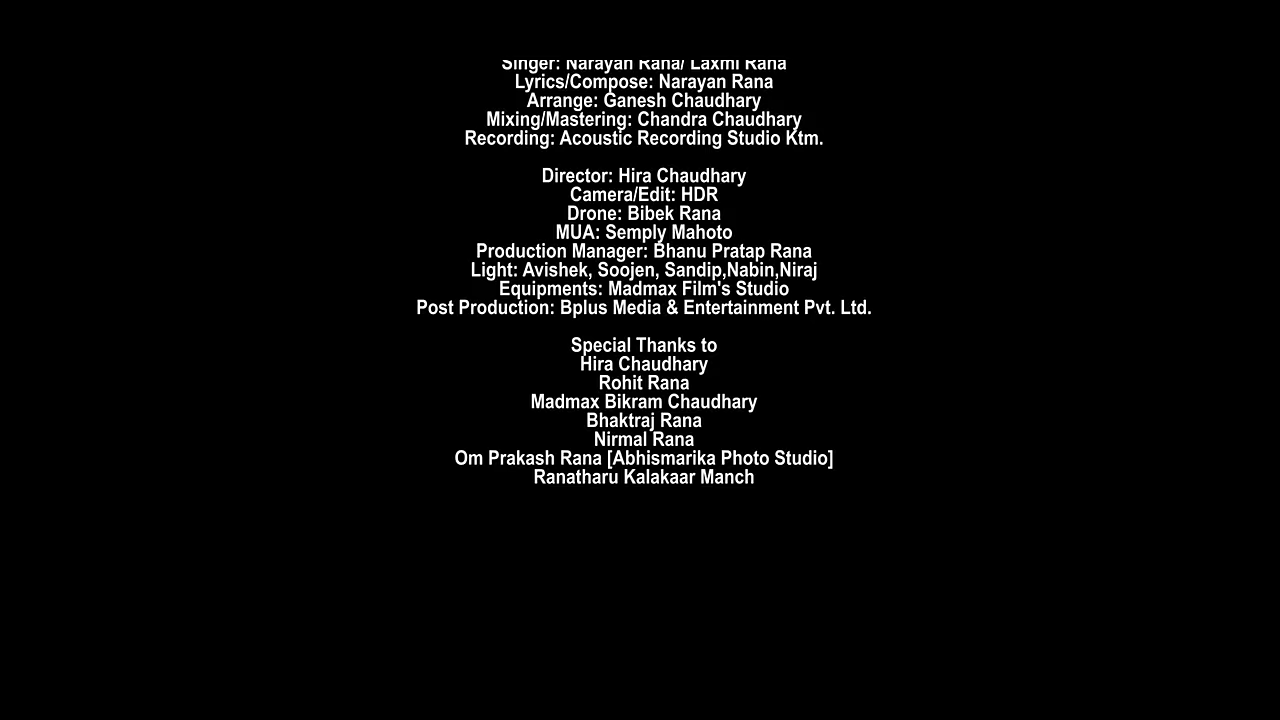 Singer: Narayan Rana/ Laxmi Rana
Lyrics/Compose: Narayan Rana
Arrange: Ganesh Chaudhary
Mixing/Mastering: Chandra Chaudhary
Recording: Acoustic Recording Studio Ktm.
Director: Hira Chaudhary
Camera/Edit: HDR
Drone: Bibek Rana
MUA: Semply Mahoto
Production Manager: Bhanu Pratap Rana
Light: Avishek, Soojen, Sandip,Nabin,Niraj
Equipments: Madmax Film's Studio
Post Production: Bplus Media & Entertainment Pvt. Ltd.
Special Thanks to
Hira Chaudhary
Rohit Rana
Madmax Bikram Chaudhary
Bhaktraj Rana
Nirmal Rana
Om Prakash Rana [Abhismarika Photo Studio]
Ranatharu Kalakaar Manch